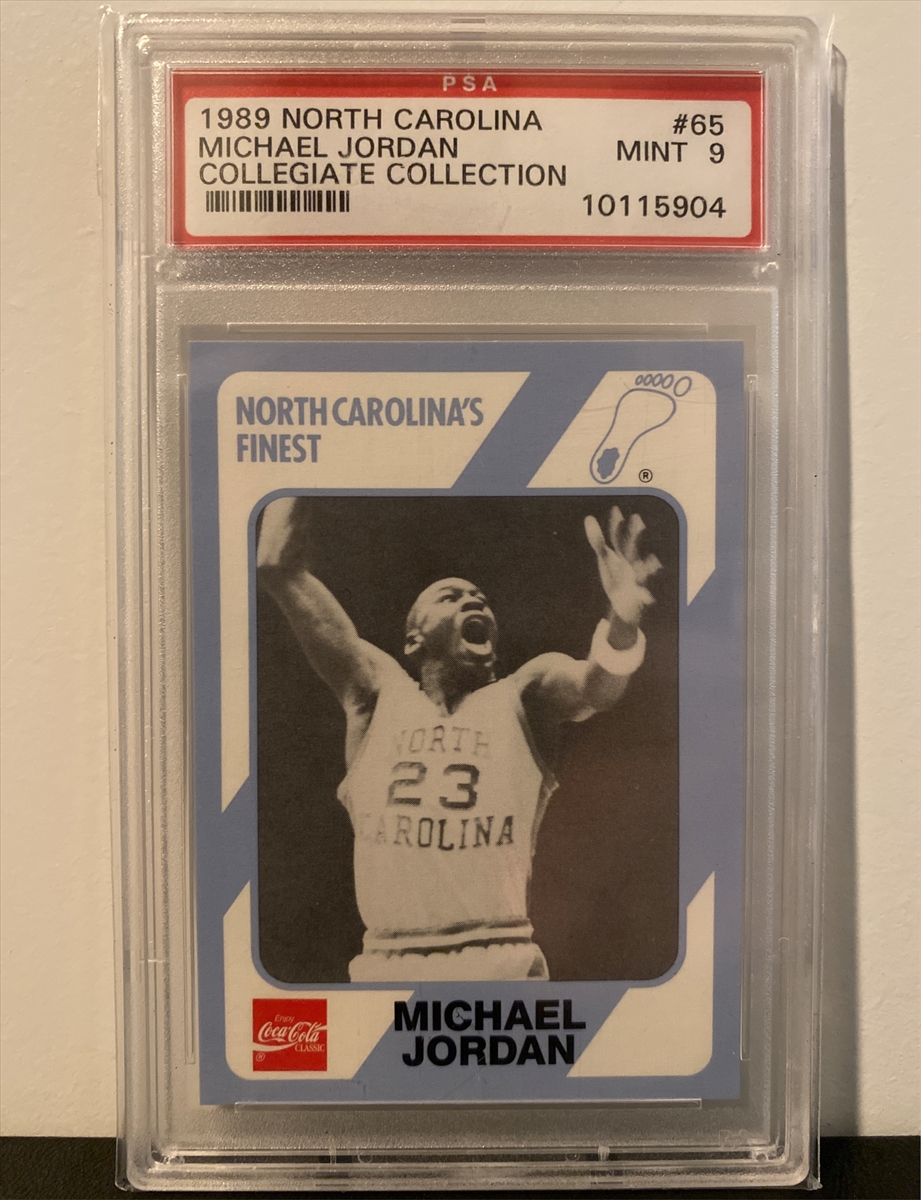 PSA
1989 NORTH CAROLINA #65
MICHAEL JORDAN MINT 9
COLLEGIATE COLLECTION
10115904
NORTH CAROLINA'S
FINEST
®
NORTH
23
CAROLINA
Enjoy
Coca-Cola
CLASSIC
®
MICHAEL
JORDAN